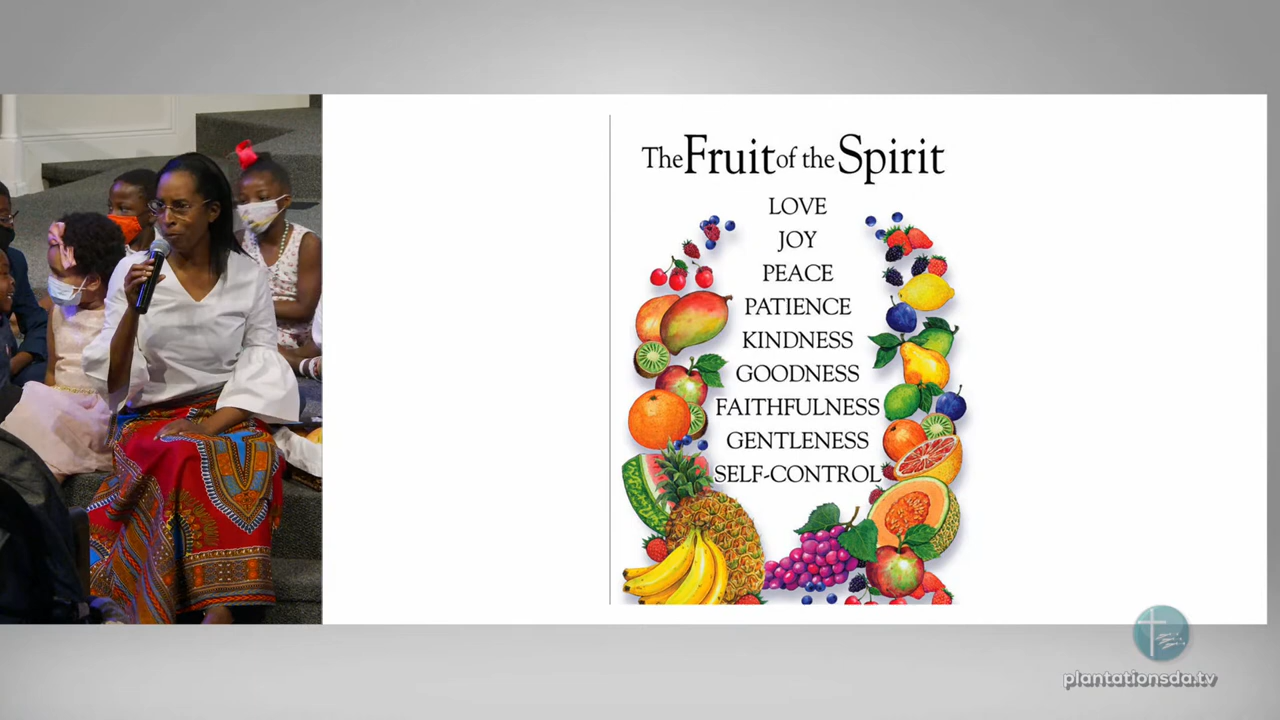 The Fruit of the Spirit
LOVE
JOY
PEACE
PATIENCE
KINDNESS
GOODNESS
FAITHFULNESS
GENTLENESS
SELF-CONTROL
plantationsda.tv